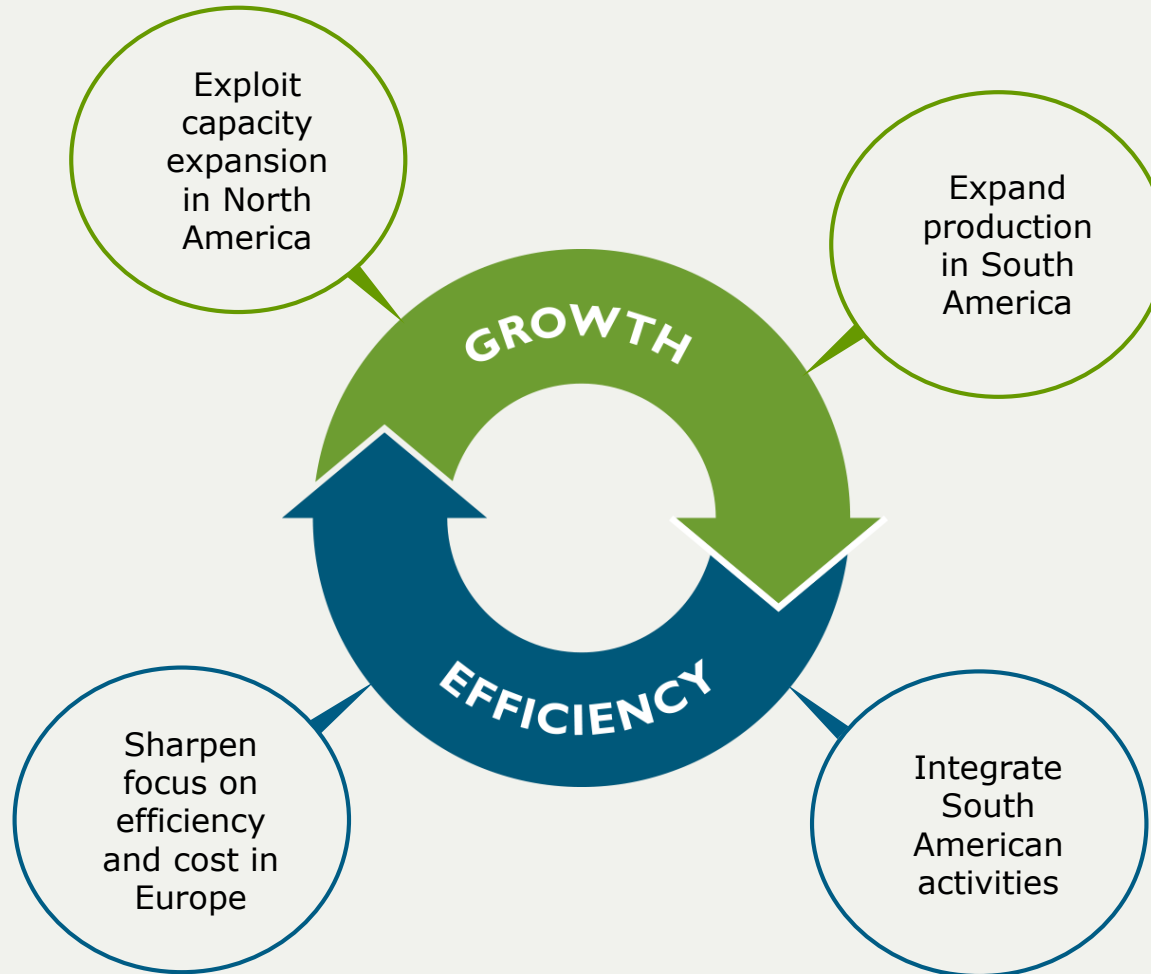 Exploit
capacity
expansion
in North
America
Expand
production
in South
America
GROWTH
EFFICIENCY
Sharpen
focus on
efficiency
and cost in
Europe
Integrate
South
American
activities